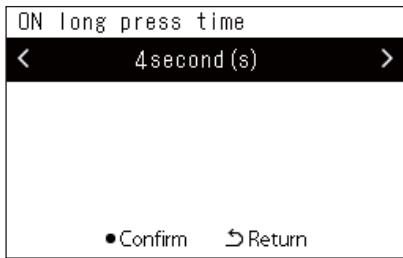 ON long press time
< 4second(s) >
●Confirm ⮌Return